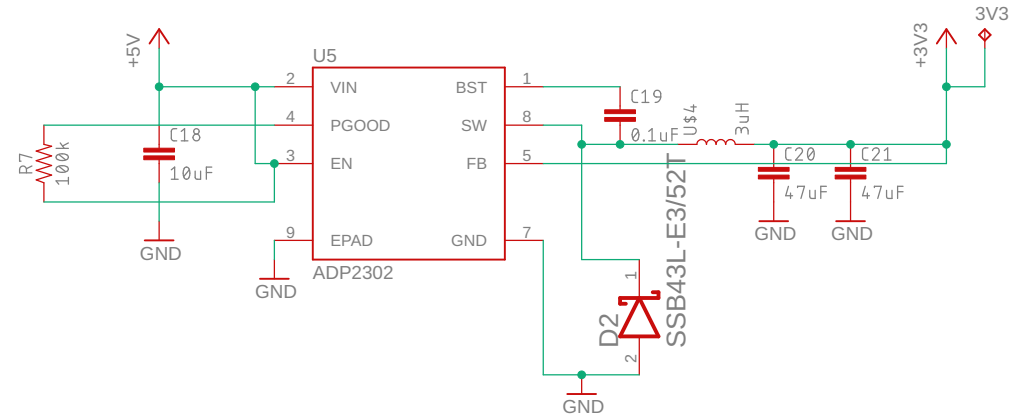 3V3
+5V
+3V3
U5
2
VIN
BST
1
C19
U$4
3uH
4
PGOOD
SW
8
0.1uF
C18
R7
100k
10uF
3
EN
FB
5
C20
C21
47uF
47uF
SSB43L-E3/52T
9
EPAD
GND
7
GND
GND
GND
GND
ADP2302
1
D2
2
GND